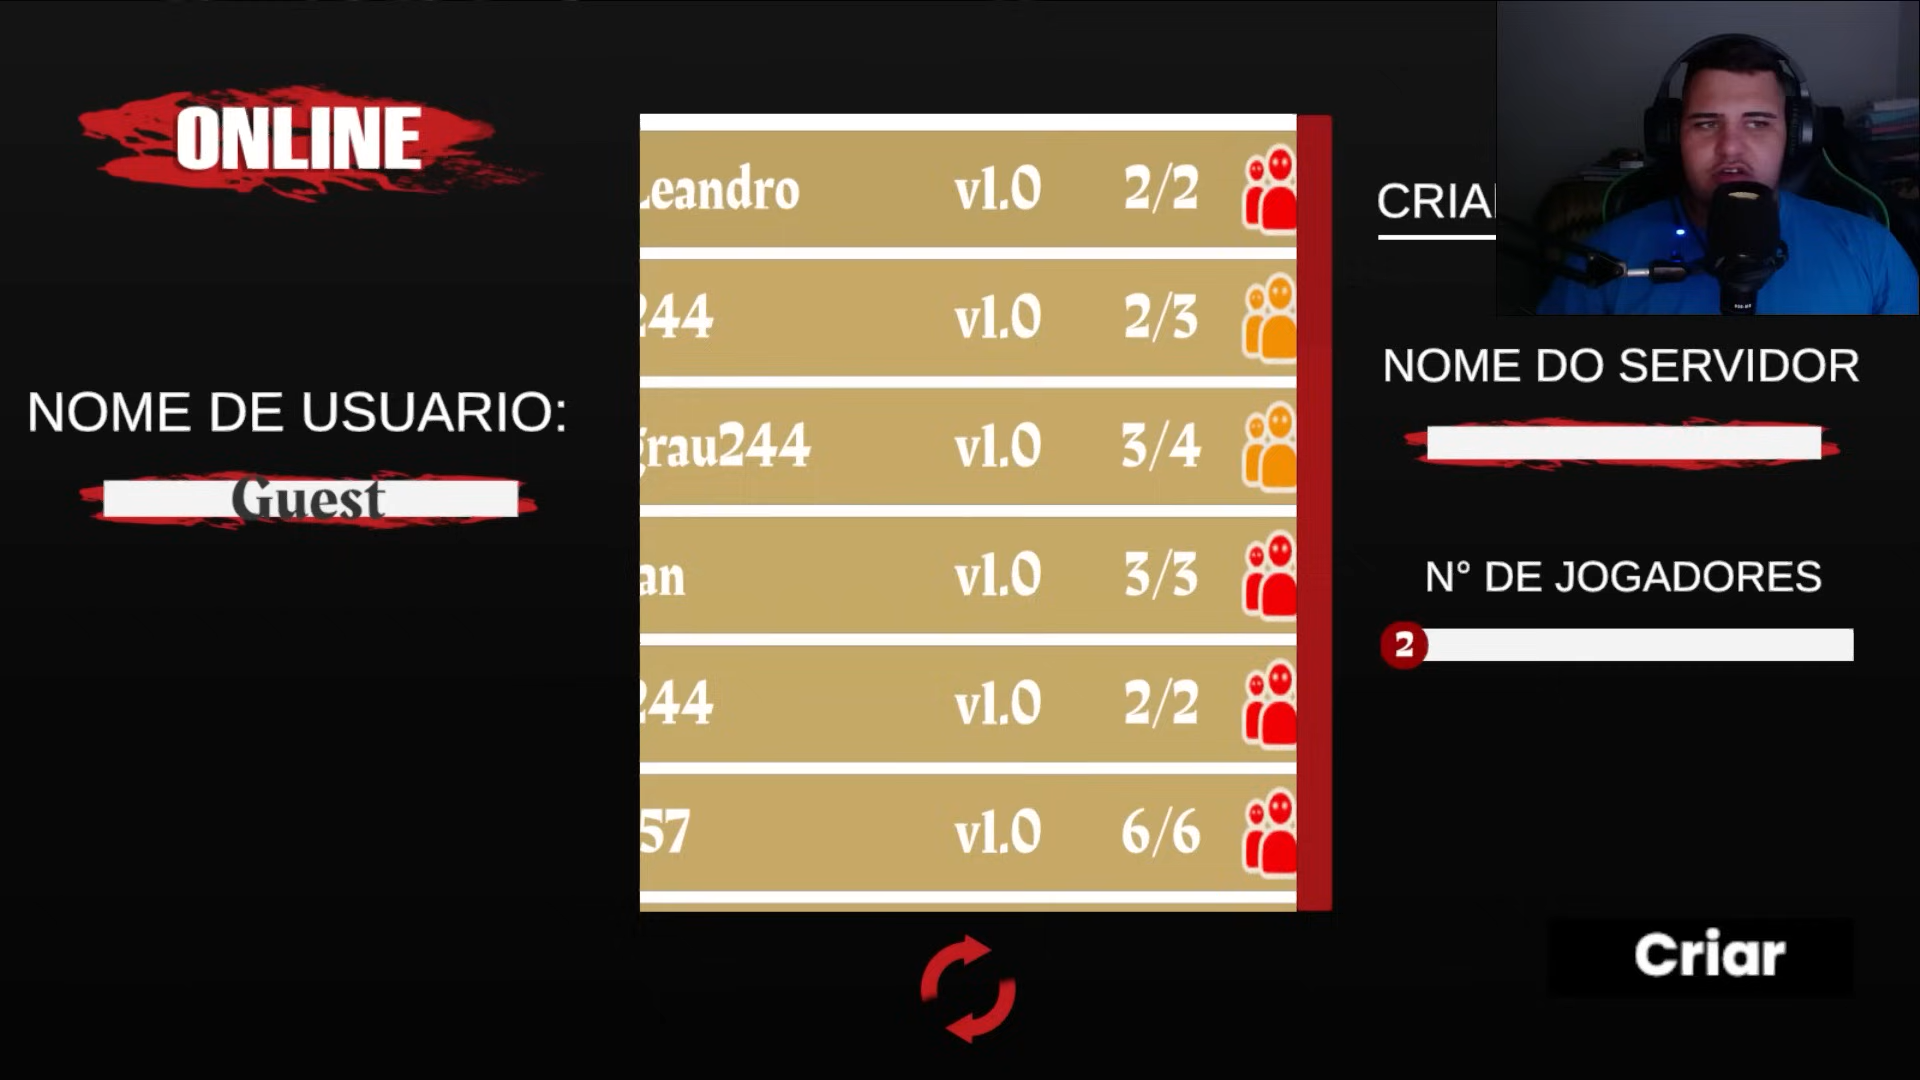 ONLINE
NOME DE USUARIO:
Guest
Leandro v1.0 2/2
244 v1.0 2/3
grau244 v1.0 3/4
an v1.0 3/3
244 v1.0 2/2
57 v1.0 6/6
CRIA
NOME DO SERVIDOR
N° DE JOGADORES
2
Criar